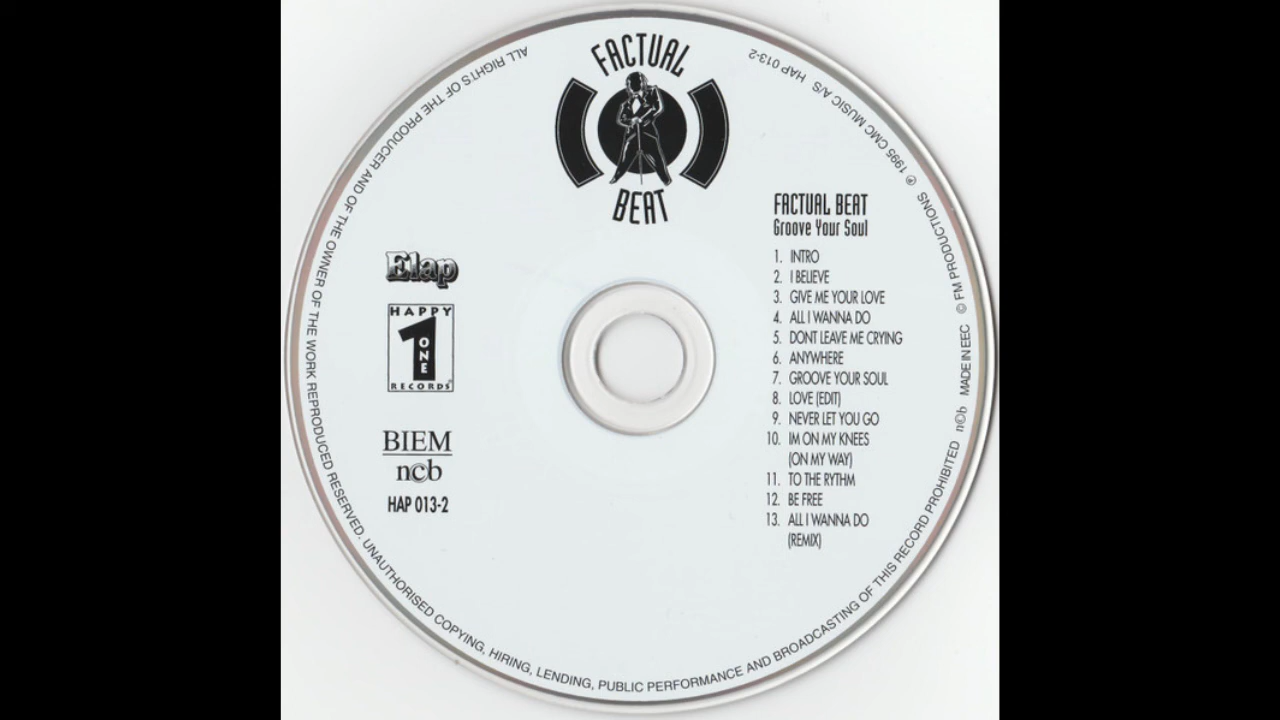 FACTUAL
BEAT
FACTUAL BEAT
Groove Your Soul
1. INTRO
2. I BELIEVE
3. GIVE ME YOUR LOVE
4. ALL I WANNA DO
5. DONT LEAVE ME CRYING
6. ANYWHERE
7. GROOVE YOUR SOUL
8. LOVE (EDIT)
9. NEVER LET YOU GO
10. IM ON MY KNEES
(ON MY WAY)
11. TO THE RYTHM
12. BE FREE
13. ALL I WANNA DO
(REMIX)
Elap
HAPPY
1
ONE
RECORDS
BIEM
ncb
HAP 013-2
ALL RIGHTS OF THE PRODUCER AND OF THE OWNER OF THE WORK REPRODUCED RESERVED. UNAUTHORISED COPYING, HIRING, LENDING, PUBLIC PERFORMANCE AND BROADCASTING OF THIS RECORD PROHIBITED ncb MADE IN EEC © FM PRODUCTIONS ℗ 1995 CMC MUSIC A/S HAP 013-2